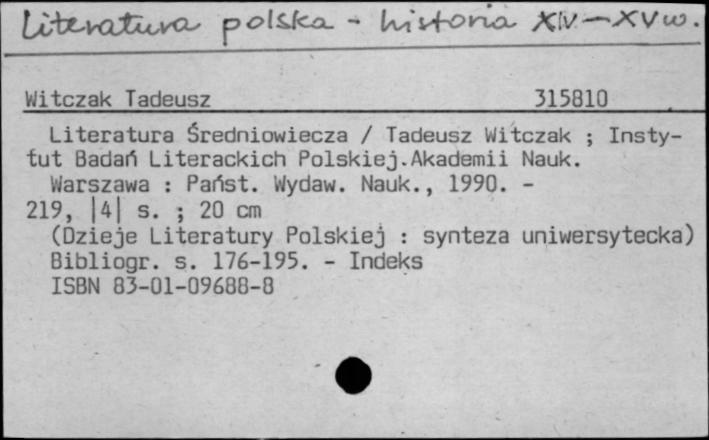 Literatura polska - historia XIV-XV w.
Witczak Tadeusz 315810
Literatura Średniowiecza / Tadeusz Witczak ; Insty-
tut Badań Literackich Polskiej.Akademii Nauk.
Warszawa : Państ. Wydaw. Nauk., 1990. -
219, |4| s. ; 20 cm
(Dzieje Literatury Polskiej : synteza uniwersytecka)
Bibliogr. s. 176-195. - Indeks
ISBN 83-01-09688-8